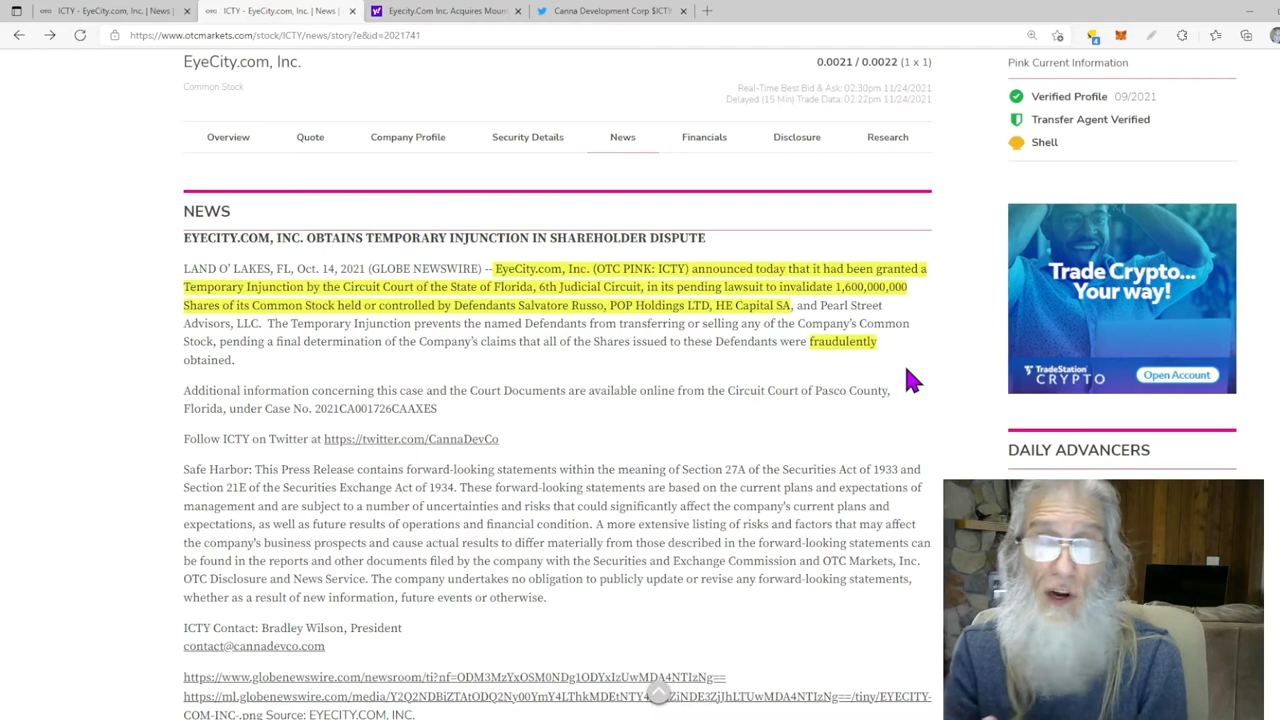 ICTY - EyeCity.com, Inc. | News |
ICTY - EyeCity.com, Inc. | News |
Eyecity.Com Inc. Acquires Moun
Canna Development Corp $ICTY
https://www.otcmarkets.com/stock/ICTY/news/story?e&id=2021741
4
EyeCity.com, Inc.
0.0021 / 0.0022 (1 x 1)
Common Stock
Real-Time Best Bid & Ask: 02:30pm 11/24/2021
Delayed (15 Min) Trade Data: 02:22pm 11/24/2021
Overview Quote Company Profile Security Details News Financials Disclosure Research
NEWS
EYECITY.COM, INC. OBTAINS TEMPORARY INJUNCTION IN SHAREHOLDER DISPUTE
LAND O’ LAKES, FL, Oct. 14, 2021 (GLOBE NEWSWIRE) -- EyeCity.com, Inc. (OTC PINK: ICTY) announced today that it had been granted a
Temporary Injunction by the Circuit Court of the State of Florida, 6th Judicial Circuit, in its pending lawsuit to invalidate 1,600,000,000
Shares of its Common Stock held or controlled by Defendants Salvatore Russo, POP Holdings LTD, HE Capital SA, and Pearl Street
Advisors, LLC. The Temporary Injunction prevents the named Defendants from transferring or selling any of the Company’s Common
Stock, pending a final determination of the Company’s claims that all of the Shares issued to these Defendants were fraudulently
obtained.
Additional information concerning this case and the Court Documents are available online from the Circuit Court of Pasco County,
Florida, under Case No. 2021CA001726CAAXES
Follow ICTY on Twitter at https://twitter.com/CannaDevCo
Safe Harbor: This Press Release contains forward-looking statements within the meaning of Section 27A of the Securities Act of 1933 and
Section 21E of the Securities Exchange Act of 1934. These forward-looking statements are based on the current plans and expectations of
management and are subject to a number of uncertainties and risks that could significantly affect the company's current plans and
expectations, as well as future results of operations and financial condition. A more extensive listing of risks and factors that may affect
the company's business prospects and cause actual results to differ materially from those described in the forward-looking statements can
be found in the reports and other documents filed by the company with the Securities and Exchange Commission and OTC Markets, Inc.
OTC Disclosure and News Service. The company undertakes no obligation to publicly update or revise any forward-looking statements,
whether as a result of new information, future events or otherwise.
ICTY Contact: Bradley Wilson, President
contact@cannadevco.com
https://www.globenewswire.com/newsroom/ti?nf=ODM3MzYxOSM0NDg1ODYxIzUwMDA4NTIzNg==
COM-INC-.png Source: EYECITY.COM, INC.
Pink Current Information
Verified Profile 09/2021
Transfer Agent Verified
Shell
Trade Crypto...
Your way!
TradeStation
CRYPTO
Open Account
DAILY ADVANCERS